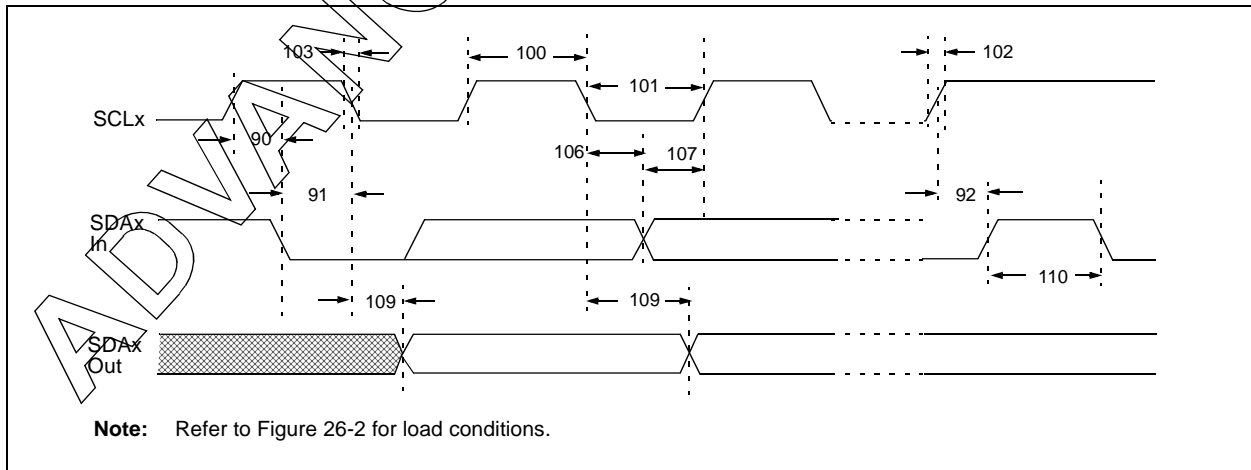 ADVANC
103
100
102
101
SCLx
90
106
107
91
92
SDAx
In
110
109
109
SDAx
Out
Note: Refer to Figure 26-2 for load conditions.